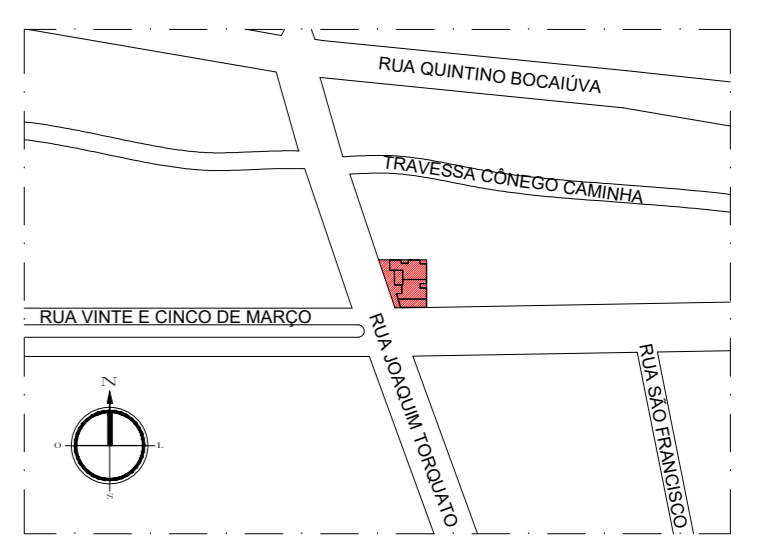 RUA QUINTINO BOCAIÚVA
TRAVESSA CÔNEGO CAMINHA
RUA VINTE E CINCO DE MARÇO
RUA JOAQUIM TORQUATO
RUA SÃO FRANCISCO
N
O
L
S